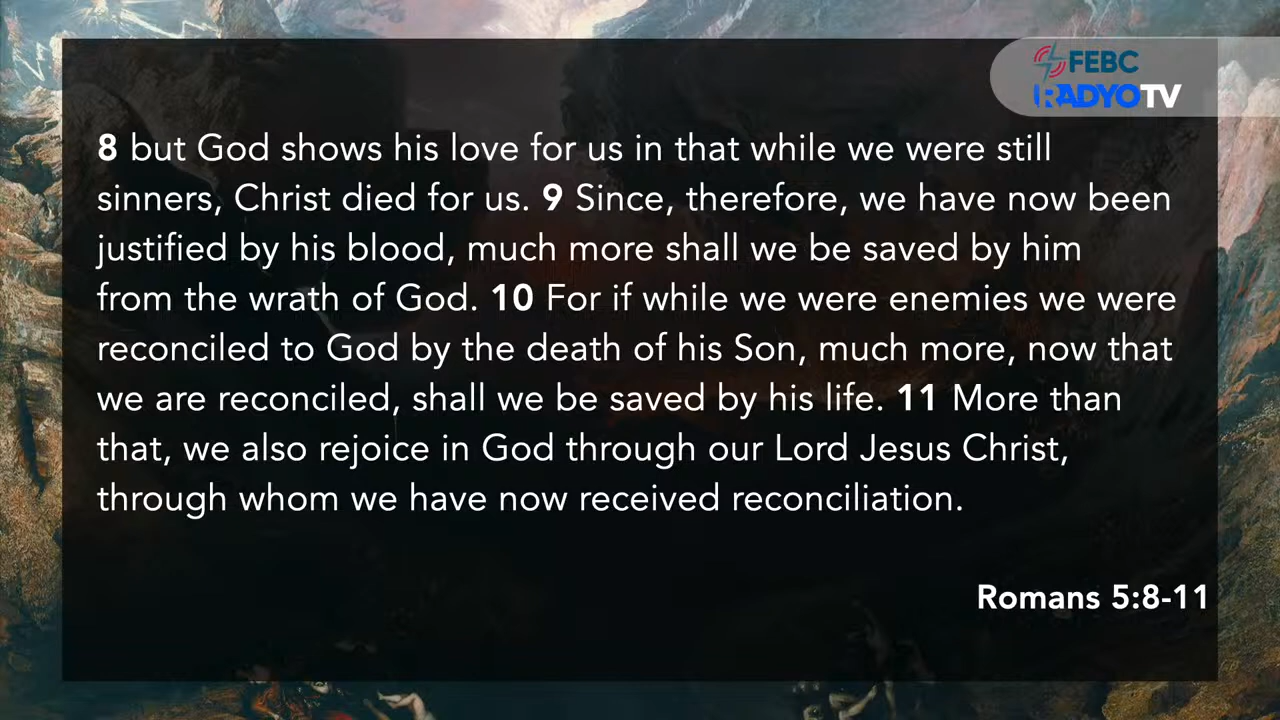 FEBC
RADYOTV
8 but God shows his love for us in that while we were still
sinners, Christ died for us. 9 Since, therefore, we have now been
justified by his blood, much more shall we be saved by him
from the wrath of God. 10 For if while we were enemies we were
reconciled to God by the death of his Son, much more, now that
we are reconciled, shall we be saved by his life. 11 More than
that, we also rejoice in God through our Lord Jesus Christ,
through whom we have now received reconciliation.
Romans 5:8-11